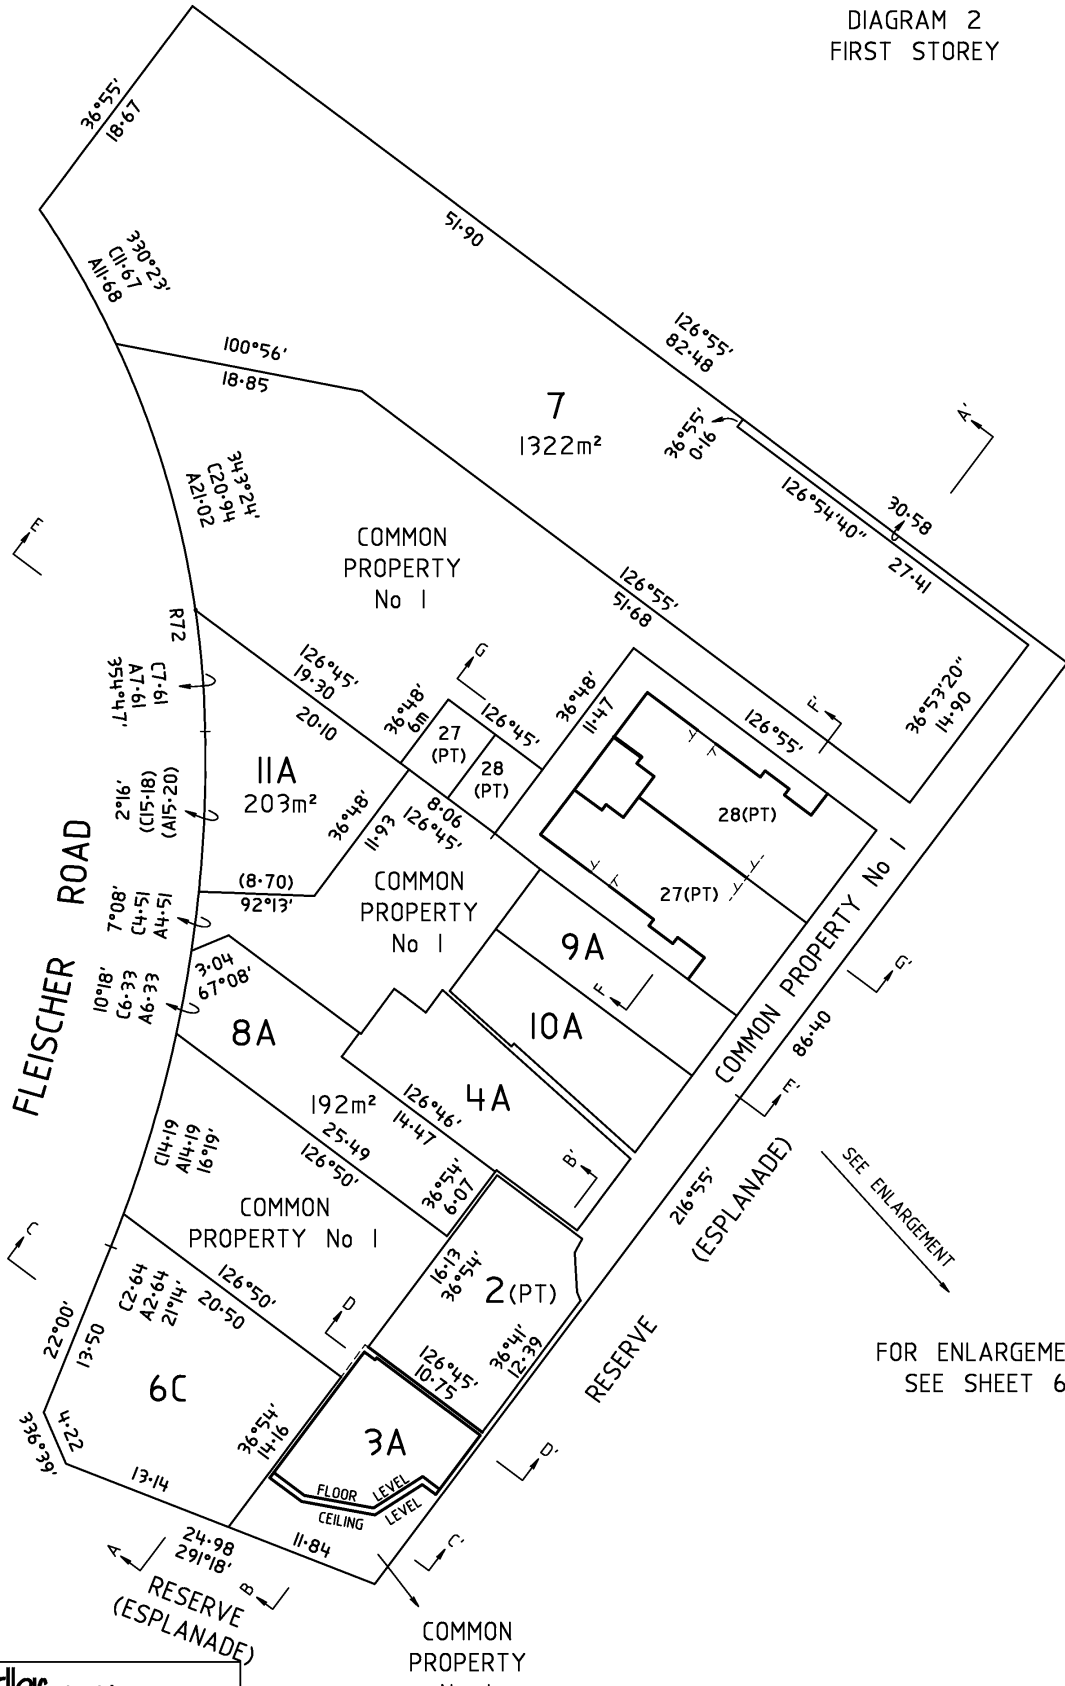 DIAGRAM 2
FIRST STOREY
36°55'
18·67
51·90
330°23'
C11·67
A11·68
126°55'
82·48
100°56'
18·85
7
1322m²
36°55'
0·16
A'
343°24'
C20·94
A21·02
126°54'40"
30·58
27·41
E
COMMON
PROPERTY
No 1
126°55'
51·68
R72
C7·61
A7·61
354°47'
126°45'
19·30
20·10
G
36°48'
6m
126°45'
36°48'
11·47
F'
126°55'
36°53'20"
14·90
27
(PT)
28
(PT)
11A
203m²
2°16'
(C15·18)
(A15·20)
36°48'
11·93
8·06
126°45'
28(PT)
27(PT)
(8·70)
92°13'
COMMON
PROPERTY
No 1
7°08'
C4·51
A4·51
FLEISCHER ROAD
9A
COMMON PROPERTY No 1
G'
10°18'
C6·33
A6·33
3·04
67°08'
8A
F
10A
86·40
4A
E'
192m²
126°46'
14·47
25·49
126°50'
C14·19
A14·19
16°19'
36°54'
6·07
B'
216°55'
(ESPLANADE)
SEE ENLARGEMENT
COMMON
PROPERTY No 1
C
16·13
36°54'
2(PT)
126°50'
20·50
C2·64
A2·64
21°14'
D
22°00'
13·50
36°41'
12·39
126°45'
10·75
RESERVE
FOR ENLARGEME
SEE SHEET 6
6C
4·22
336°39'
36°54'
14·16
3A
D'
FLOOR LEVEL
CEILING LEVEL
13·14
11·84
C'
24·98
291°18'
A
B
RESERVE
(ESPLANADE)
COMMON
PROPERTY